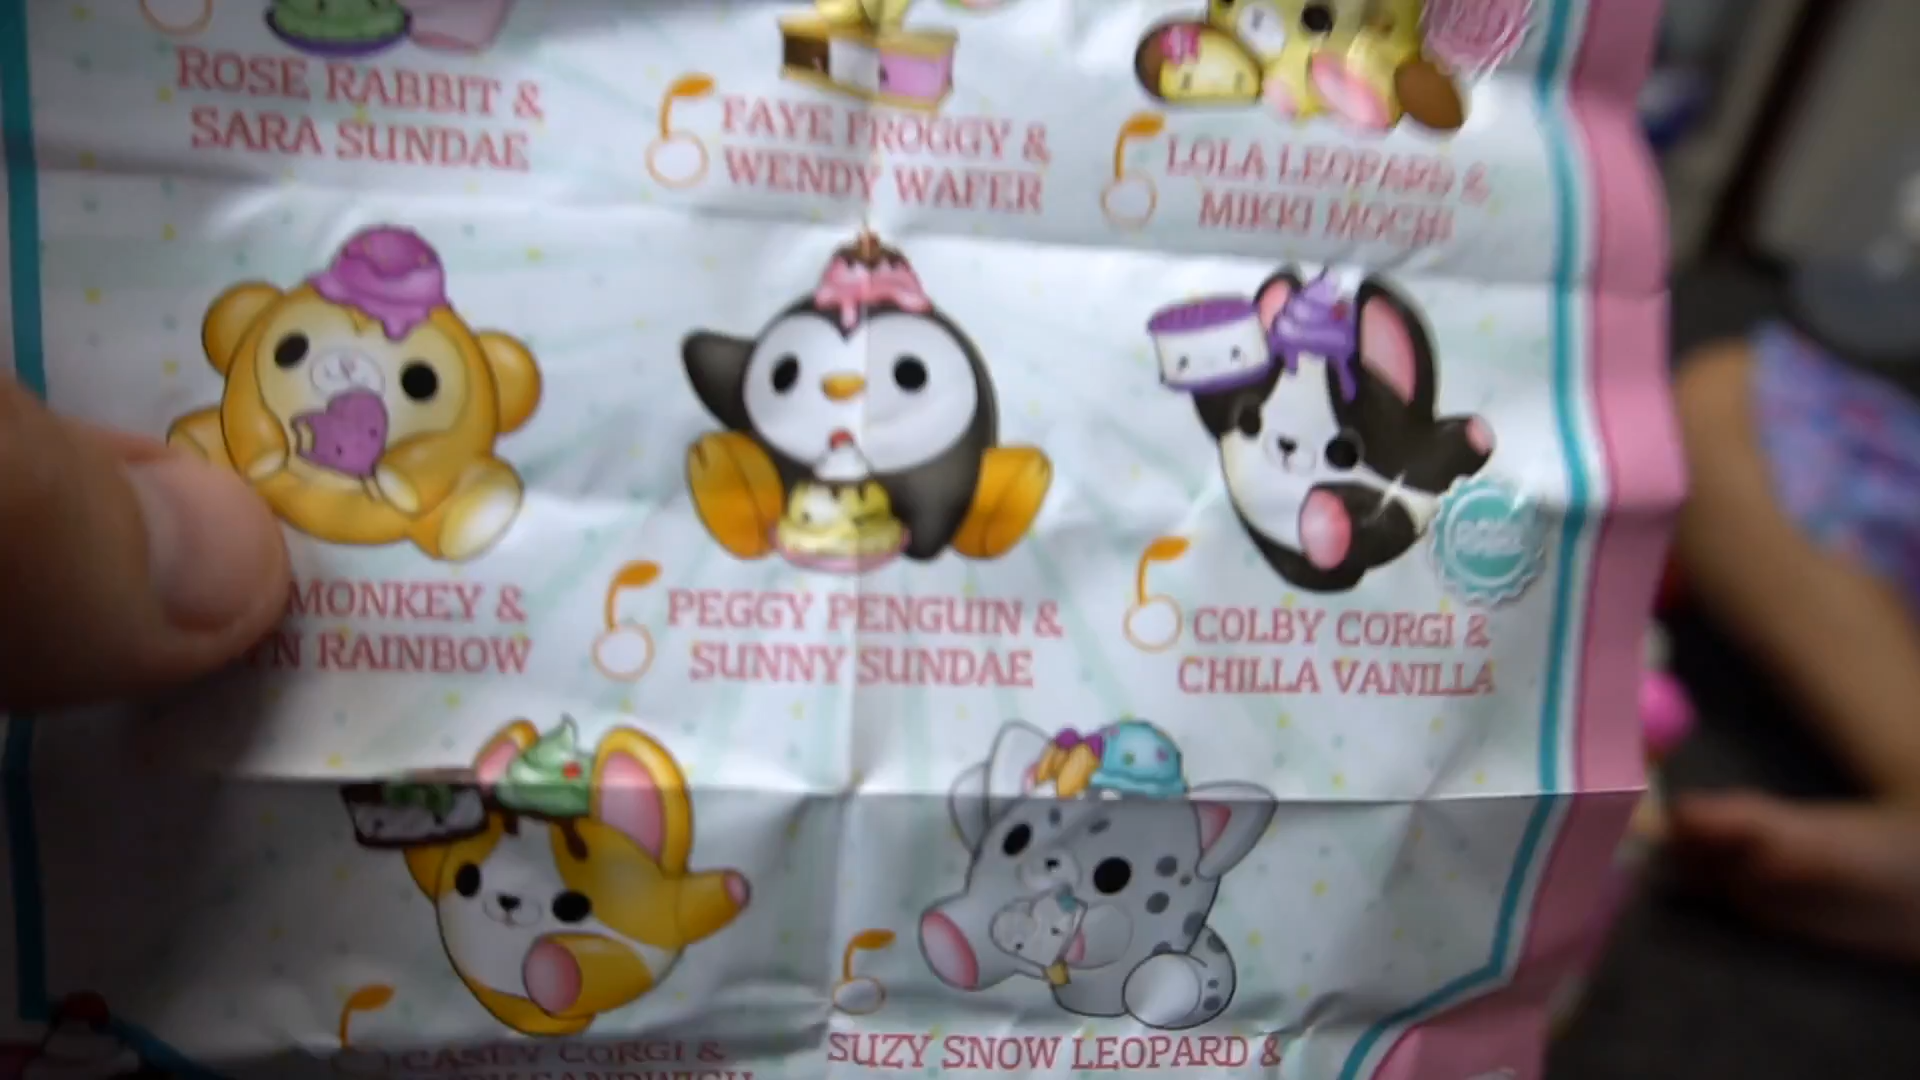 ROSE RABBIT &
SARA SUNDAE
FAYE FROGGY &
WENDY WAFER
LOLA LEOPARD &
MIKKI MOCHI
MONKEY &
RAINBOW
PEGGY PENGUIN &
SUNNY SUNDAE
COLBY CORGI &
CHILLA VANILLA
CASEY CORGI &
SANDWICH
SUZY SNOW LEOPARD &